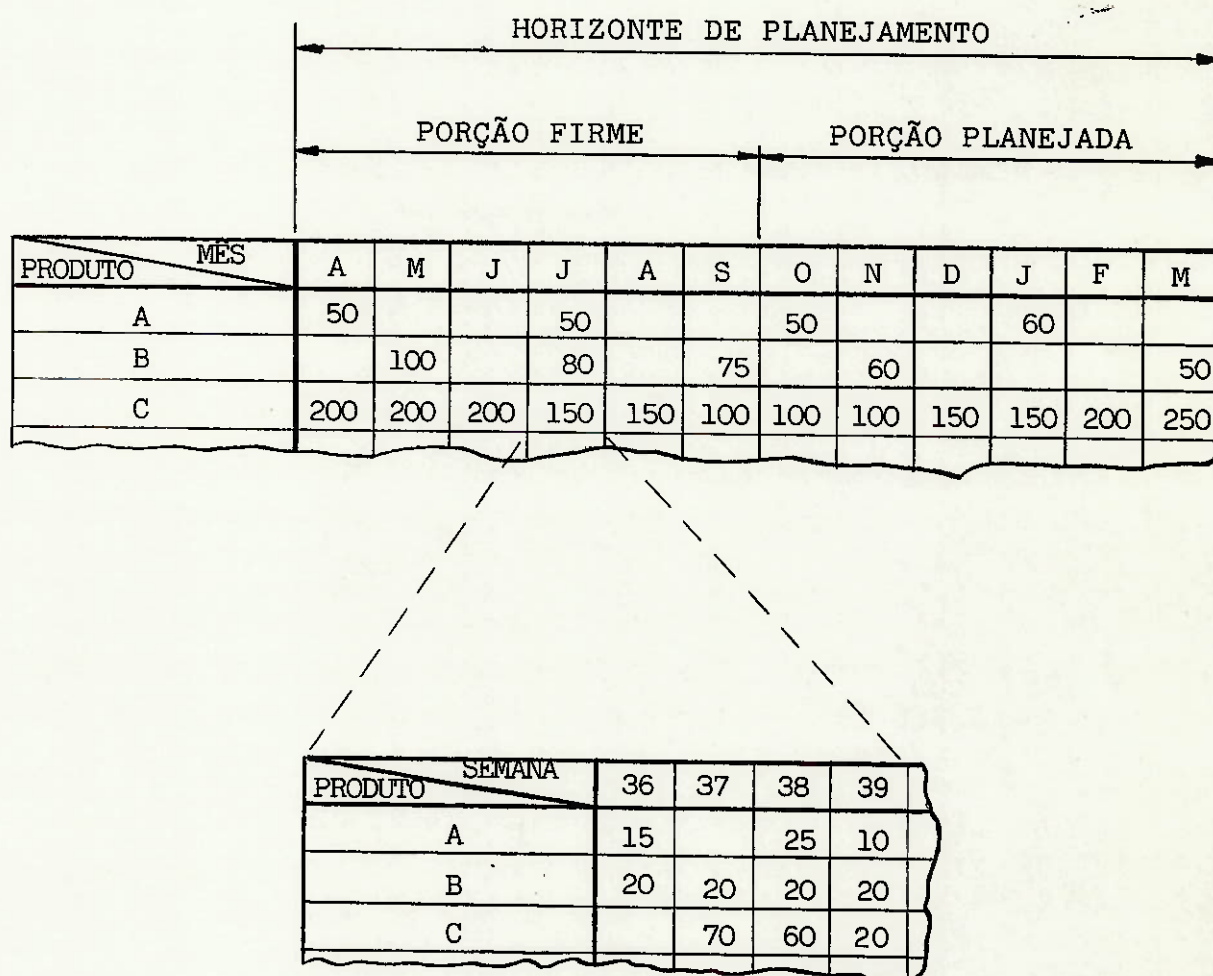 HORIZONTE DE PLANEJAMENTO
PORÇÃO FIRME PORÇÃO PLANEJADA
MÊS
PRODUTO A M J J A S O N D J F M
A 50 50 50 60
B 100 80 75 60 50
C 200 200 200 150 150 100 100 100 150 150 200 250
SEMANA
PRODUTO 36 37 38 39
A 15 25 10
B 20 20 20 20
C 70 60 20